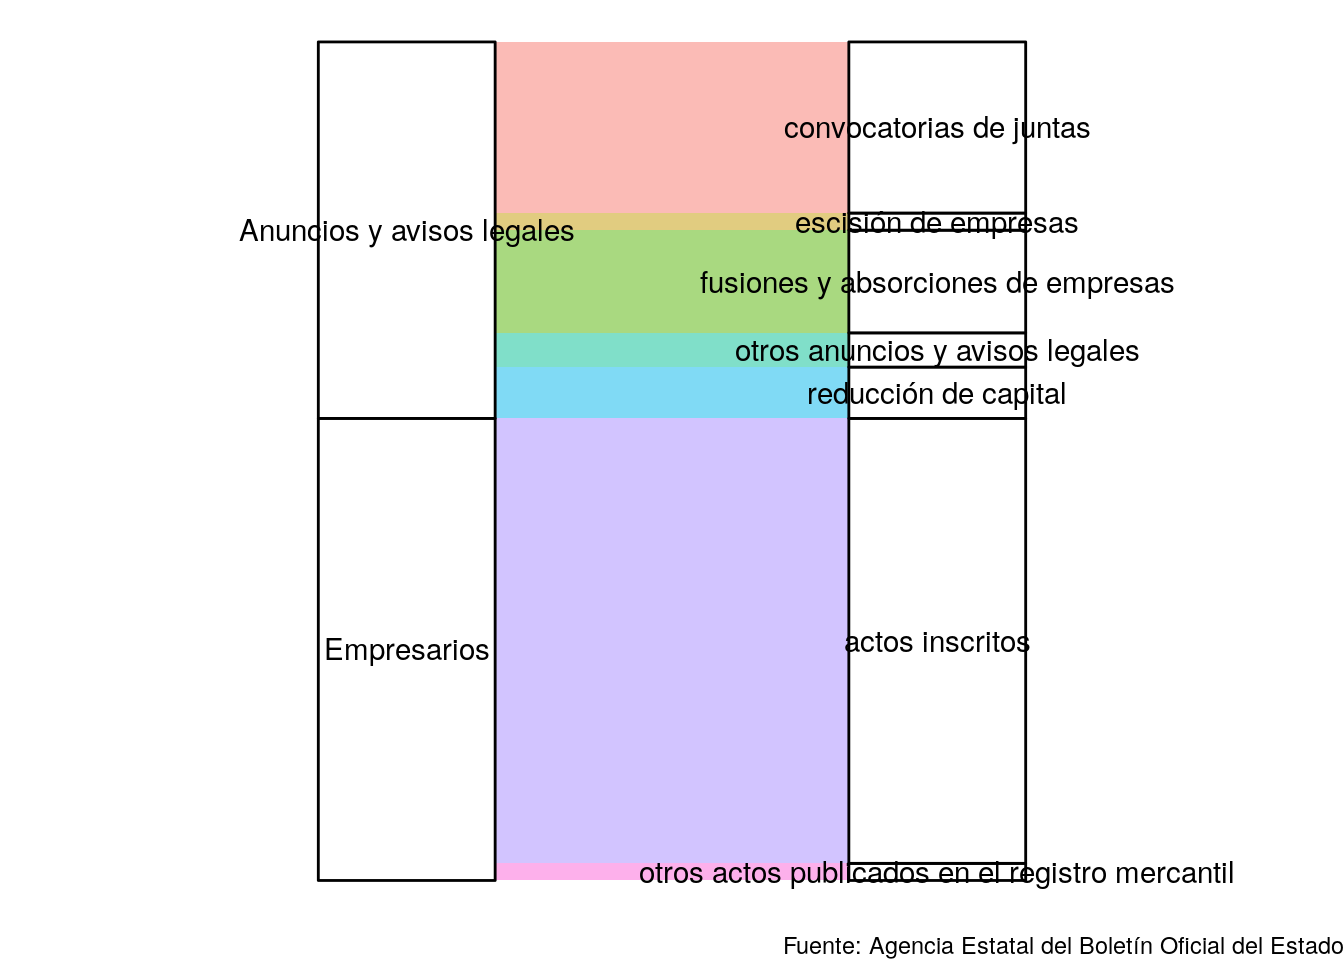 convocatorias de juntas
escisión de empresas
Anuncios y avisos legales
fusiones y absorciones de empresas
otros anuncios y avisos legales
reducción de capital
actos inscritos
Empresarios
otros actos publicados en el registro mercantil
Fuente: Agencia Estatal del Boletín Oficial del Estado